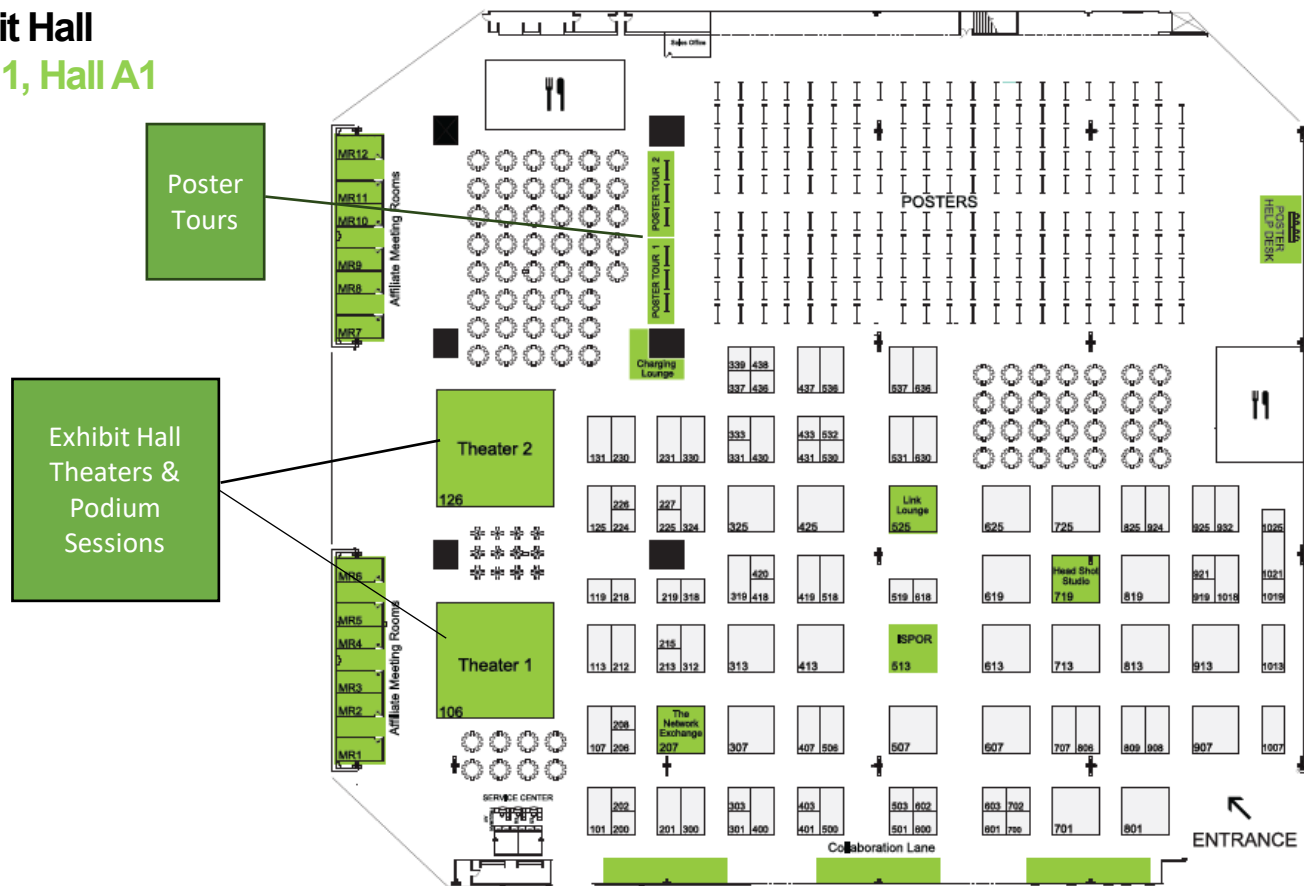 it Hall
1, Hall A1
Sales Office
MR12
MR11
MR10
MR9
MR8
MR7
Affiliate Meeting Rooms
Poster
Tours
POSTER TOUR 2
POSTER TOUR 1
POSTERS
POSTER
HELP DESK
Charging
Lounge
339 438
337 436
437 536
537 636
Exhibit Hall
Theaters &
Podium
Sessions
Theater 2
126
131 230
231 330
333
331 430
433 532
431 530
531 630
226
125 224
227
225 324
325
425
Link
Lounge
525
625
725
825 924
925 932
1025
MR6
MR5
MR4
MR3
MR2
MR1
Affiliate Meeting Rooms
119 218
219 318
420
319 418
419 518
519 618
619
Head Shot
Studio
719
819
921
919 1018
1021
1019
Theater 1
106
113 212
215
213 312
313
413
ISPOR
513
613
713
813
913
1013
208
107 206
The
Network
Exchange
207
307
407 506
507
607
707 806
809 908
907
1007
SERVICE CENTER
202
101 200
201 300
303
301 400
403
401 500
503 602
501 600
603 702
601 700
701
801
ENTRANCE
Collaboration Lane